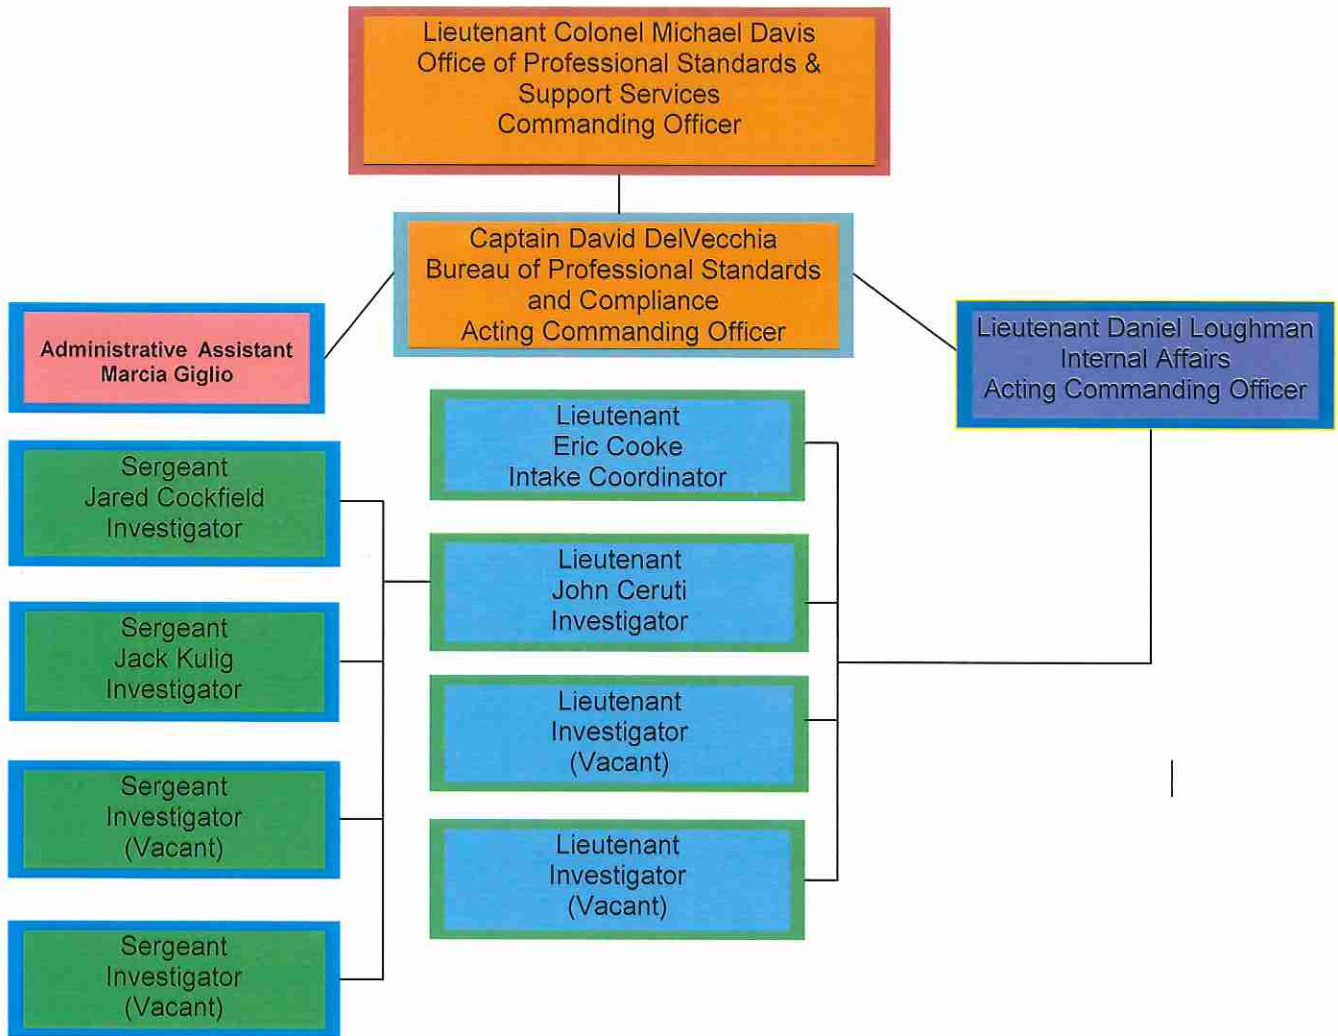 Lieutenant Colonel Michael Davis
Office of Professional Standards &
Support Services
Commanding Officer
Captain David DelVecchia
Bureau of Professional Standards
and Compliance
Acting Commanding Officer
Administrative Assistant
Marcia Giglio
Lieutenant Daniel Loughman
Internal Affairs
Acting Commanding Officer
Lieutenant
Eric Cooke
Intake Coordinator
Sergeant
Jared Cockfield
Investigator
Lieutenant
John Ceruti
Investigator
Sergeant
Jack Kulig
Investigator
Lieutenant
Investigator
(Vacant)
Sergeant
Investigator
(Vacant)
Lieutenant
Investigator
(Vacant)
Sergeant
Investigator
(Vacant)